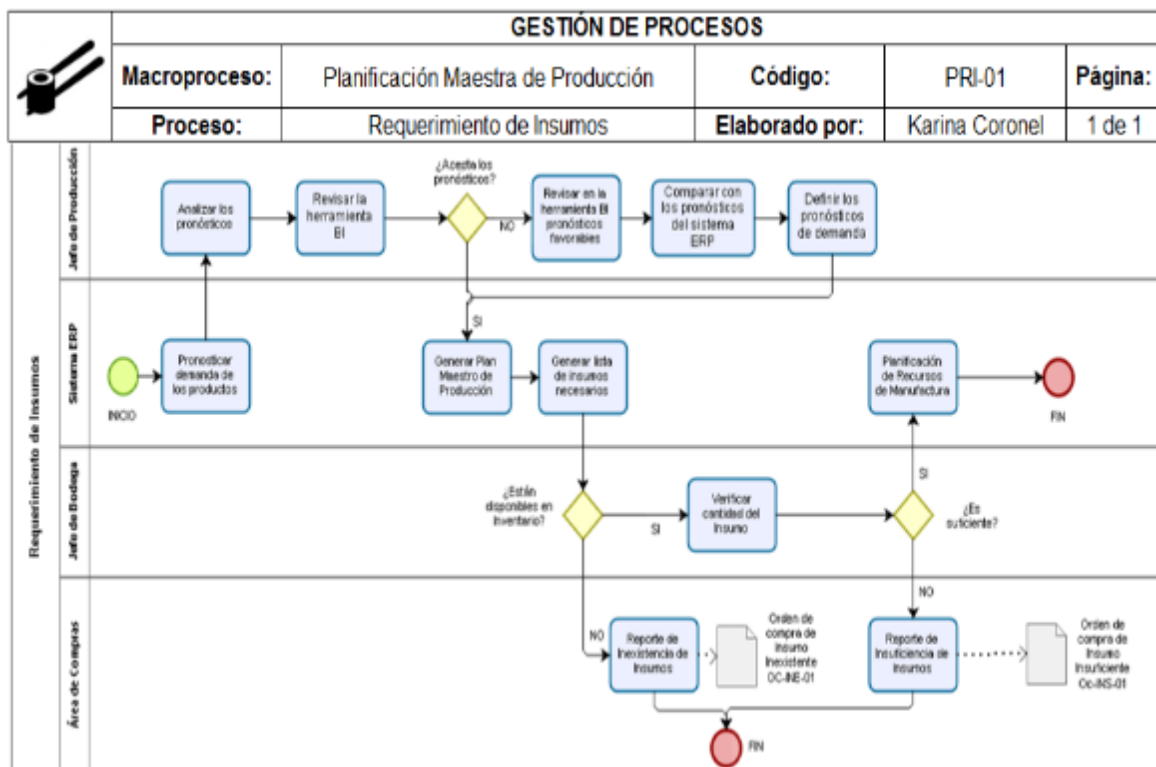 GESTIÓN DE PROCESOS
Macroproceso:
Planificación Maestra de Producción
Código:
PRI-01
Página:
Proceso:
Requerimiento de Insumos
Elaborado por:
Karina Coronel
1 de 1
Requerimiento de Insumos
Jefe de Producción
Analizar los
pronósticos
Revisar la
herramienta
BI
¿Acepta los
pronósticos?
NO
Revisar en la
herramienta BI
pronósticos
favorables
Comparar con
los pronósticos
del sistema
ERP
Definir los
pronósticos
de demanda
Sistema ERP
INICIO
Pronosticar
demanda de
los productos
SI
Generar Plan
Maestro de
Producción
Generar lista
de insumos
necesarios
Planificación
de Recursos
de Manufactura
FIN
Jefe de Bodega
¿Están
disponibles en
Inventario?
SI
Verificar
cantidad del
Insumo
SI
¿Es
suficiente?
Área de Compras
NO
Reporte de
Inexistencia de
Insumos
Orden de
compra de
Insumo
Inexistente
OC-INE-01
NO
Reporte de
Insuficiencia de
Insumos
Orden de
compra de
Insumo
Insuficiente
Oc-INS-01
FIN